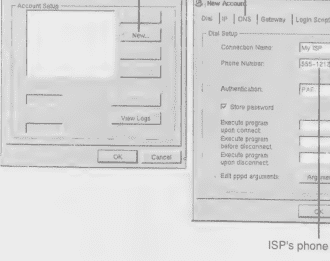 Account Setup
New...
View Logs
OK Cancel
New Account
Dial IP DNS Gateway Login Script
Dial Setup
Connection Name: My ISP
Phone Number: 555-1212
Authentication:
Store password
Execute program
upon connect:
Execute program
before disconnect:
Execute program
upon disconnect:
Edit pppd arguments:
OK
ISP's phone